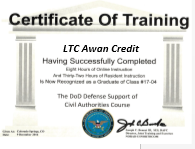 Certificate Of Training
LTC Awan Credit
Having Successfully Completed
Eight Hours of Online Instruction
And Thirty-Two Hours of Resident Instruction
Is Now Recognized as a Graduate of Class #17-04
The DoD Defense Support of
Civil Authorities Course